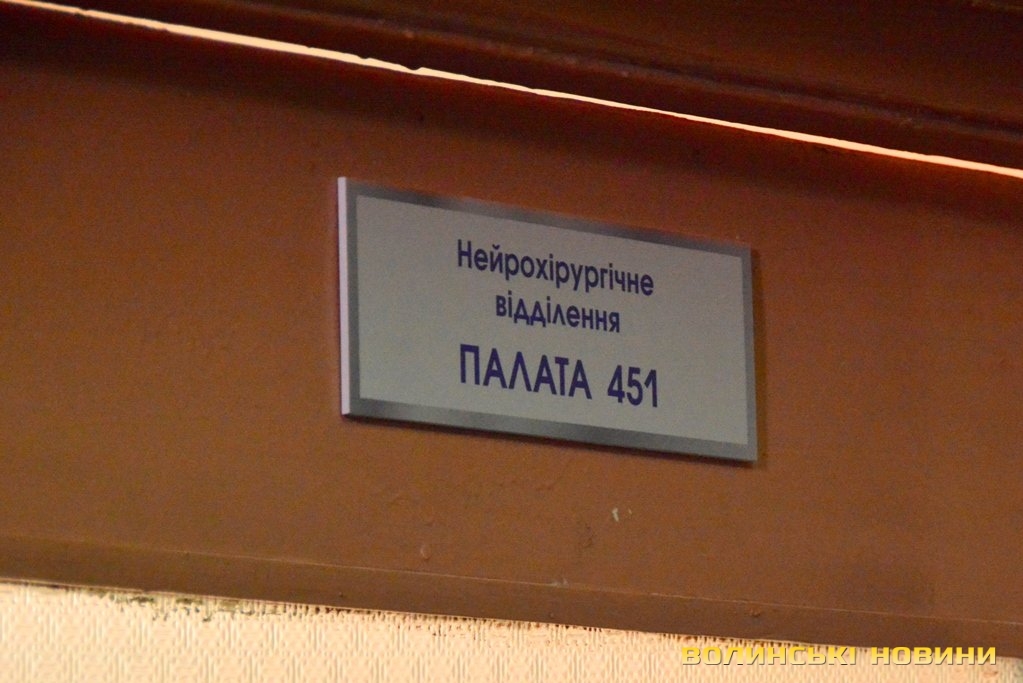 Нейрохірургічне
відділення
ПАЛАТА 451
ВОЛИНСЬКІ НОВИНИ